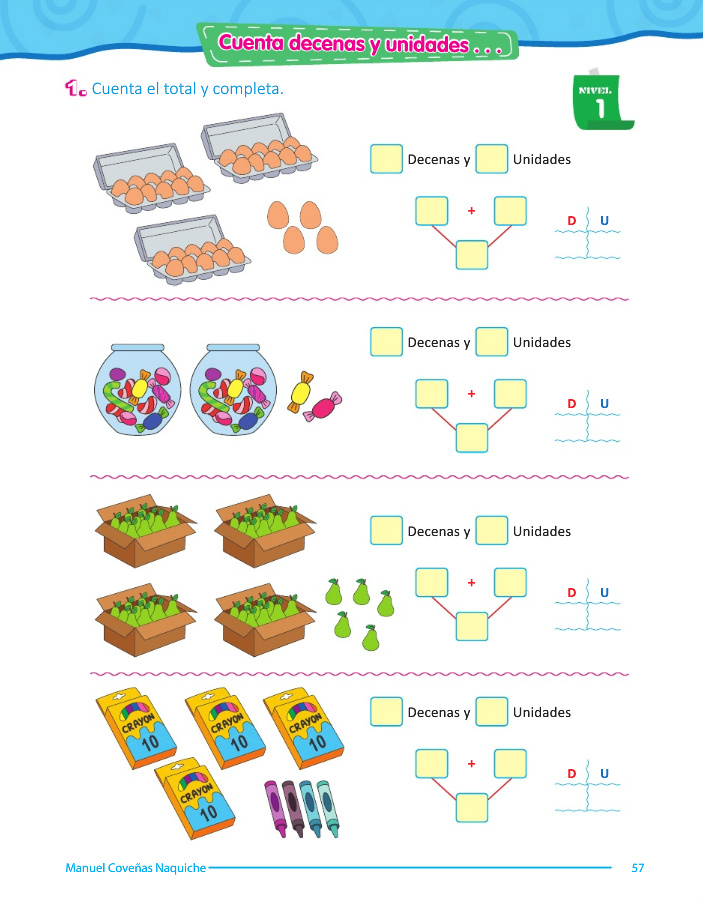 Cuenta decenas y unidades . . .
1. Cuenta el total y completa.
NIVEL
1
Decenas y Unidades
+
D U
Decenas y Unidades
+
D U
Decenas y Unidades
+
D U
CRAYON
10
CRAYON
10
CRAYON
10
CRAYON
10
Decenas y Unidades
+
D U
Manuel Coveñas Naquiche
57